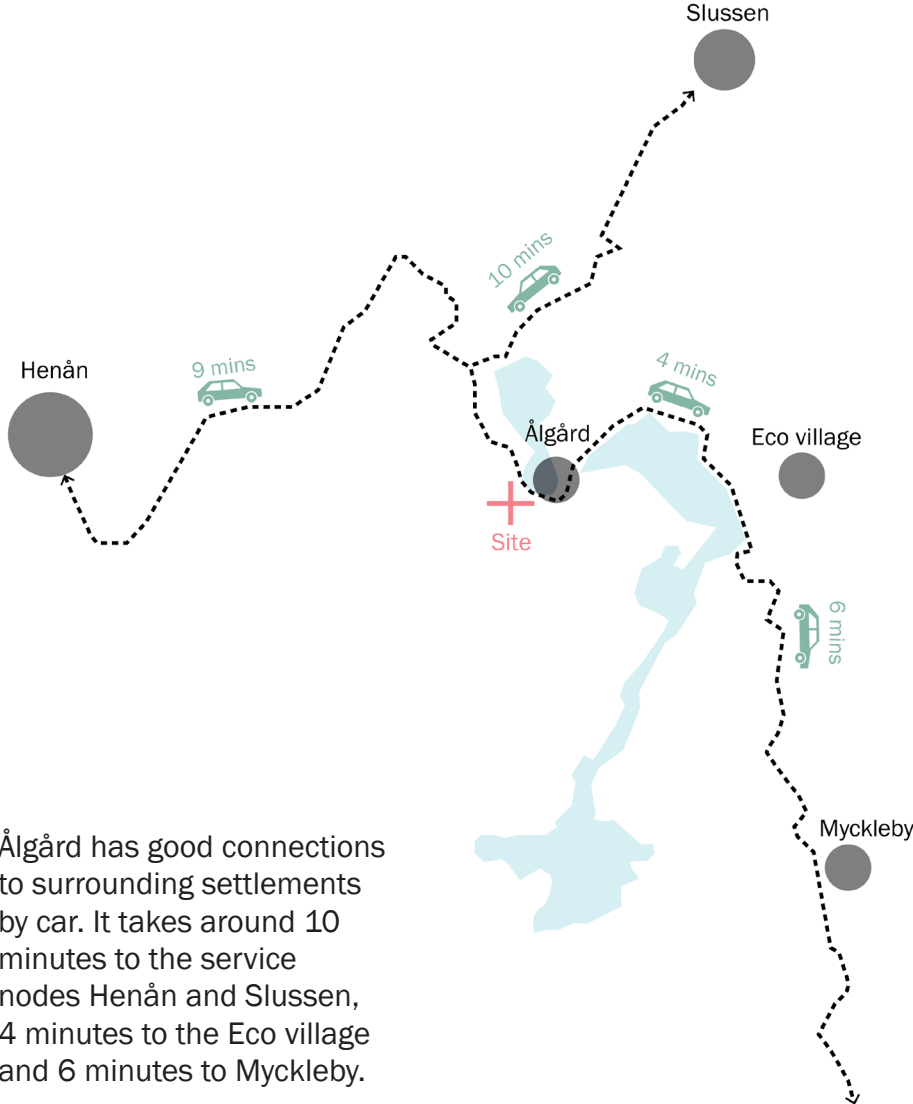 Slussen
10 mins
9 mins
Henån
4 mins
Ålgård
Eco village
Site
6 mins
Myckleby
Ålgård has good connections
to surrounding settlements
by car. It takes around 10
minutes to the service
nodes Henån and Slussen,
4 minutes to the Eco village
and 6 minutes to Myckleby.